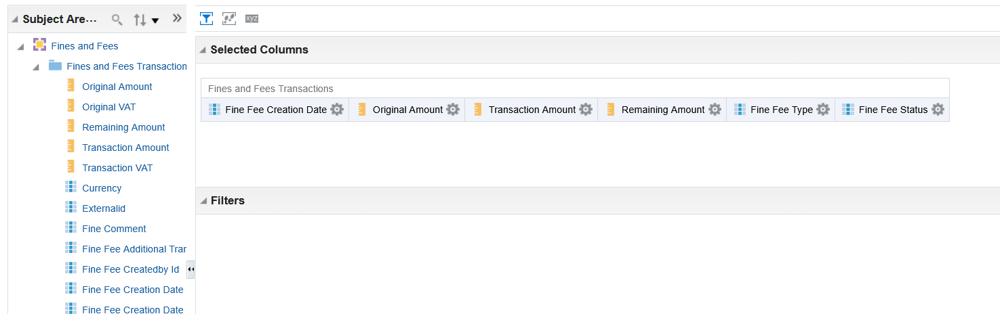 Subject Are...
Fines and Fees
Fines and Fees Transaction
Original Amount
Original VAT
Remaining Amount
Transaction Amount
Transaction VAT
Currency
Externalid
Fine Comment
Fine Fee Additional Tran
Fine Fee Createdby Id
Fine Fee Creation Date
Fine Fee Creation Date
XYZ
Selected Columns
Fines and Fees Transactions
Fine Fee Creation Date Original Amount Transaction Amount Remaining Amount Fine Fee Type Fine Fee Status
Filters